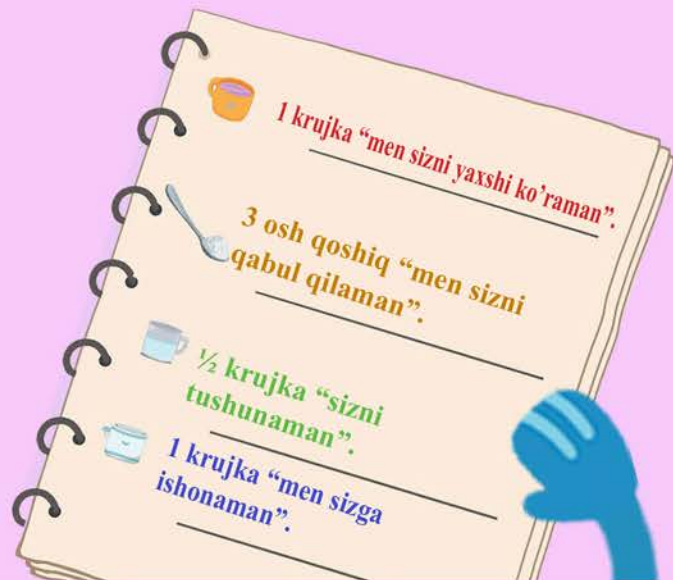 1 krujka “men sizni yaxshi ko’raman”.
3 osh qoshiq “men sizni
qabul qilaman”.
½ krujka “sizni
tushunaman”.
1 krujka “men sizga
ishonaman”.